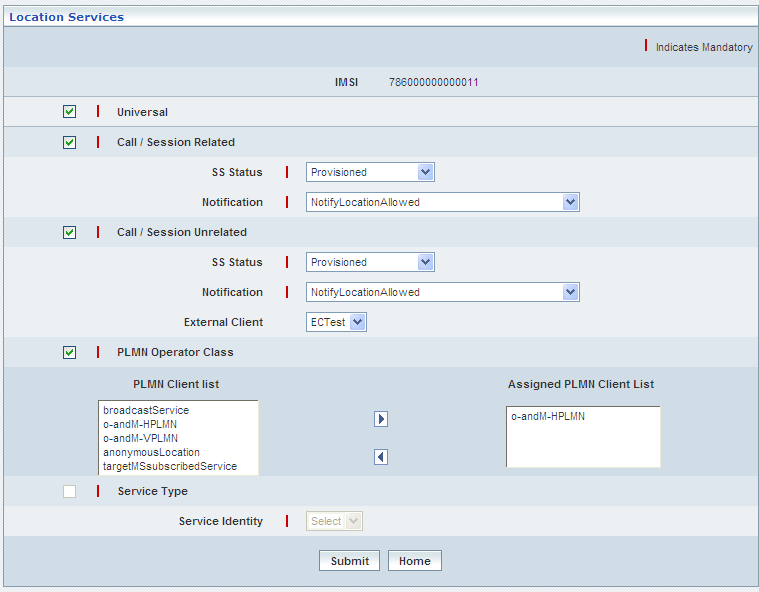 Location Services
Indicates Mandatory
IMSI 786000000000011
Universal
Call / Session Related
SS Status Provisioned
Notification NotifyLocationAllowed
Call / Session Unrelated
SS Status Provisioned
Notification NotifyLocationAllowed
External Client ECTest
PLMN Operator Class
PLMN Client list
broadcastService
o-andM-HPLMN
o-andM-VPLMN
anonymousLocation
targetMSsubscribedService
Assigned PLMN Client List
o-andM-HPLMN
Service Type
Service Identity Select
Submit Home